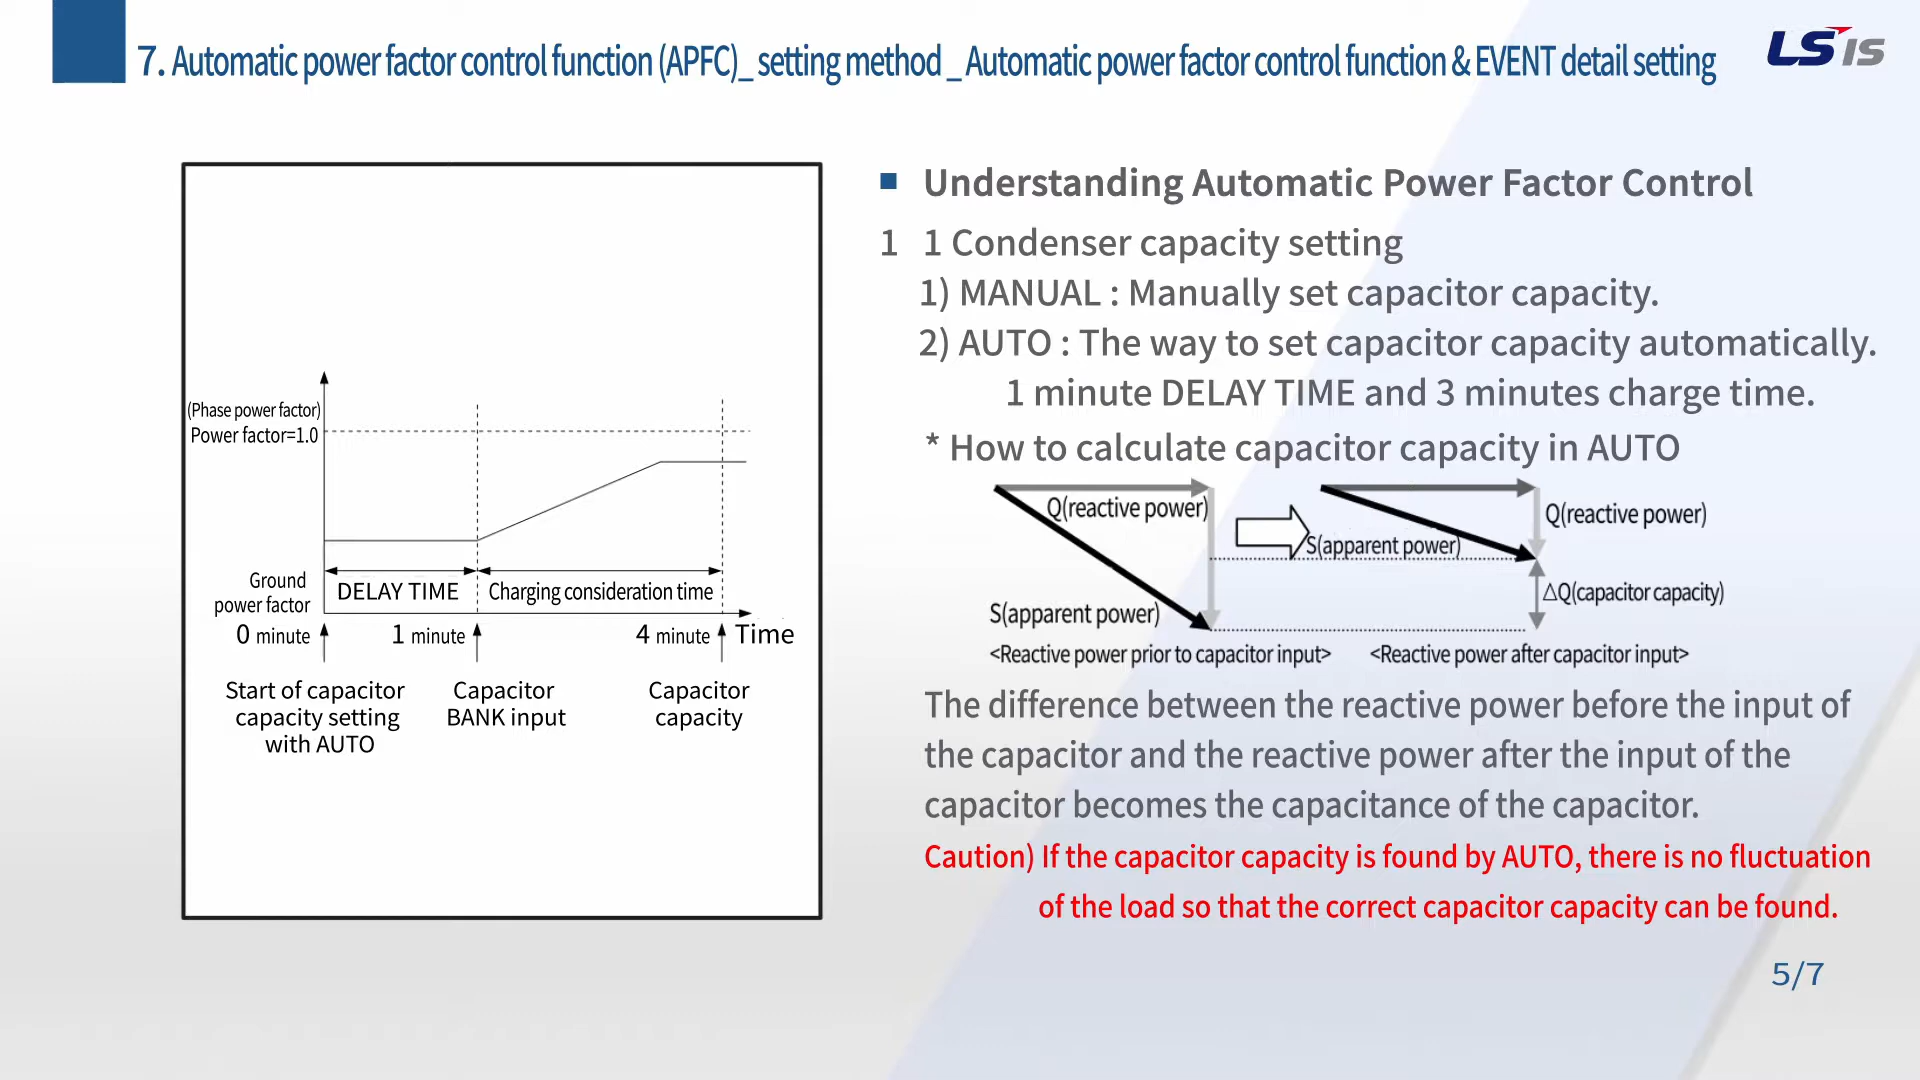 7. Automatic power factor control function (APFC)_ setting method _ Automatic power factor control function & EVENT detail setting
LS IS
(Phase power factor)
Power factor=1.0
Ground
power factor
DELAY TIME
Charging consideration time
0 minute
1 minute
4 minute
Time
Start of capacitor
capacity setting
with AUTO
Capacitor
BANK input
Capacitor
capacity
■ Understanding Automatic Power Factor Control
1 1 Condenser capacity setting
1) MANUAL : Manually set capacitor capacity.
2) AUTO : The way to set capacitor capacity automatically.
1 minute DELAY TIME and 3 minutes charge time.
* How to calculate capacitor capacity in AUTO
Q(reactive power)
S(apparent power)
<Reactive power prior to capacitor input>
Q(reactive power)
S(apparent power)
△Q(capacitor capacity)
<Reactive power after capacitor input>
The difference between the reactive power before the input of
the capacitor and the reactive power after the input of the
capacitor becomes the capacitance of the capacitor.
Caution) If the capacitor capacity is found by AUTO, there is no fluctuation
of the load so that the correct capacitor capacity can be found.
5/7